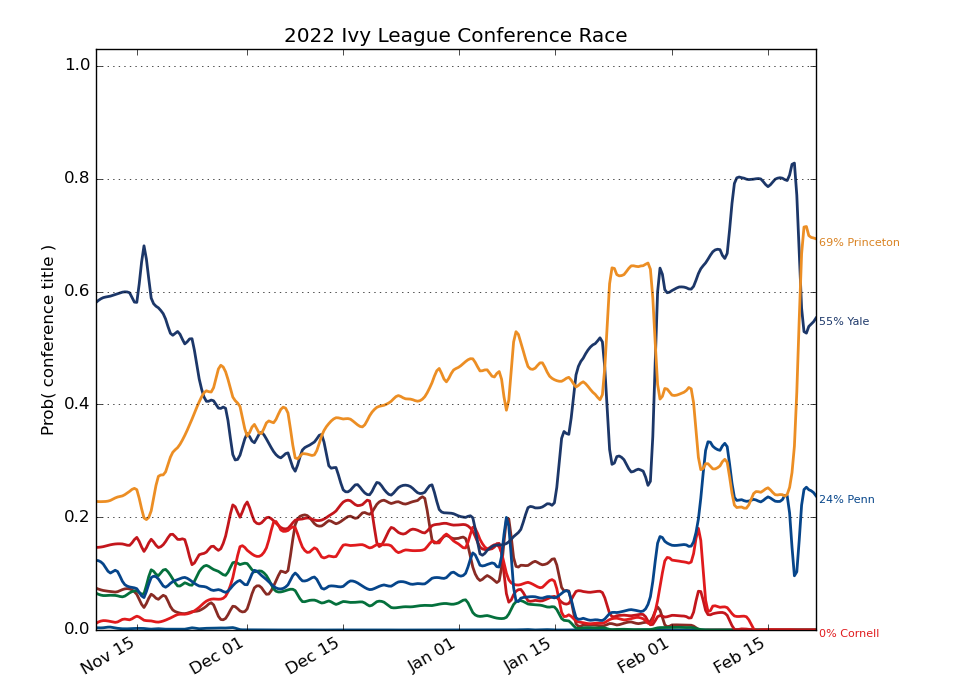 2022 Ivy League Conference Race
Prob( conference title )
1.0
0.8
0.6
0.4
0.2
0.0
69% Princeton
55% Yale
24% Penn
0% Cornell
Nov 15
Dec 01
Dec 15
Jan 01
Jan 15
Feb 01
Feb 15